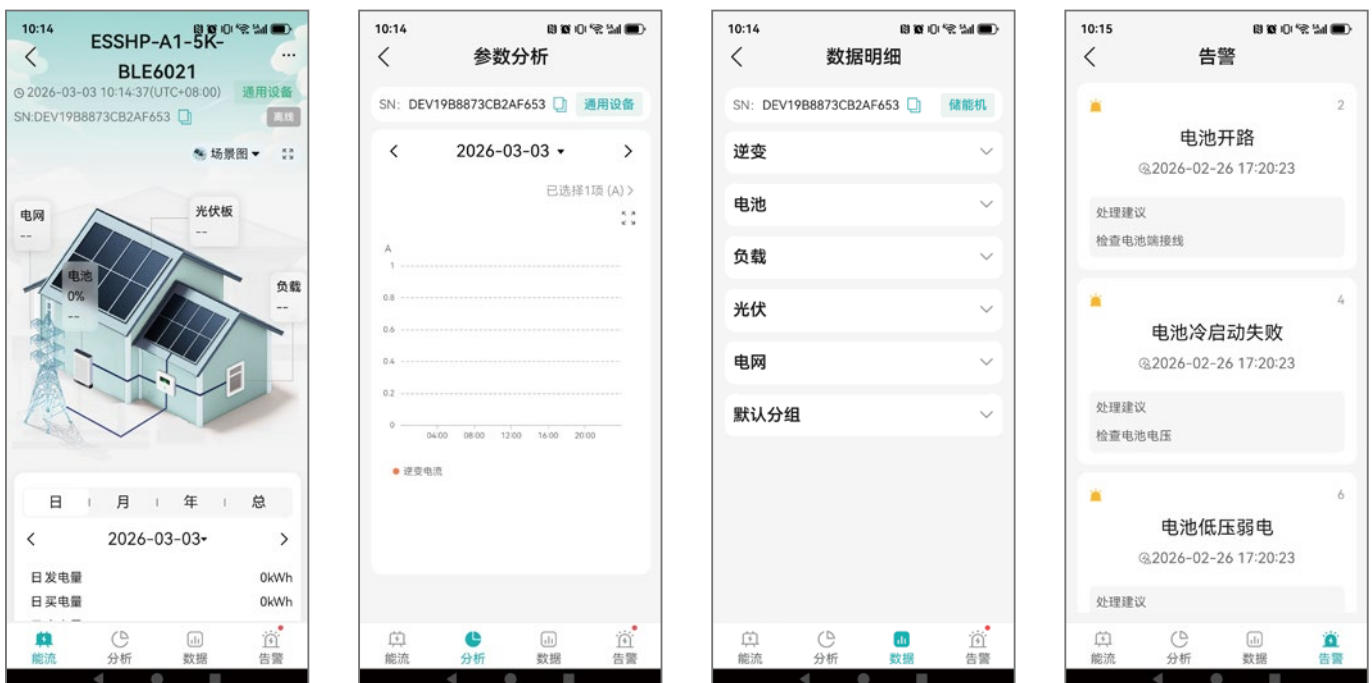 10:14
ESSHP-A1-5K-
BLE6021
2026-03-03 10:14:37(UTC+08:00) 通用设备
SN:DEV19B8873CB2AF653 离线
场景图
电网
--
光伏板
--
电池
0%
--
负载
--
日 月 年 总
2026-03-03
日发电量 0kWh
日买电量 0kWh
能流 分析 数据 告警
10:14
参数分析
SN: DEV19B8873CB2AF653 通用设备
2026-03-03
已选择1项 (A)
A
1
0.8
0.6
0.4
0.2
0
04:00 08:00 12:00 16:00 20:00
逆变电流
能流 分析 数据 告警
10:14
数据明细
SN: DEV19B8873CB2AF653 储能机
逆变
电池
负载
光伏
电网
默认分组
能流 分析 数据 告警
10:15
告警
2
电池开路
2026-02-26 17:20:23
处理建议
检查电池端接线
4
电池冷启动失败
2026-02-26 17:20:23
处理建议
检查电池电压
6
电池低压弱电
2026-02-26 17:20:23
处理建议
能流 分析 数据 告警